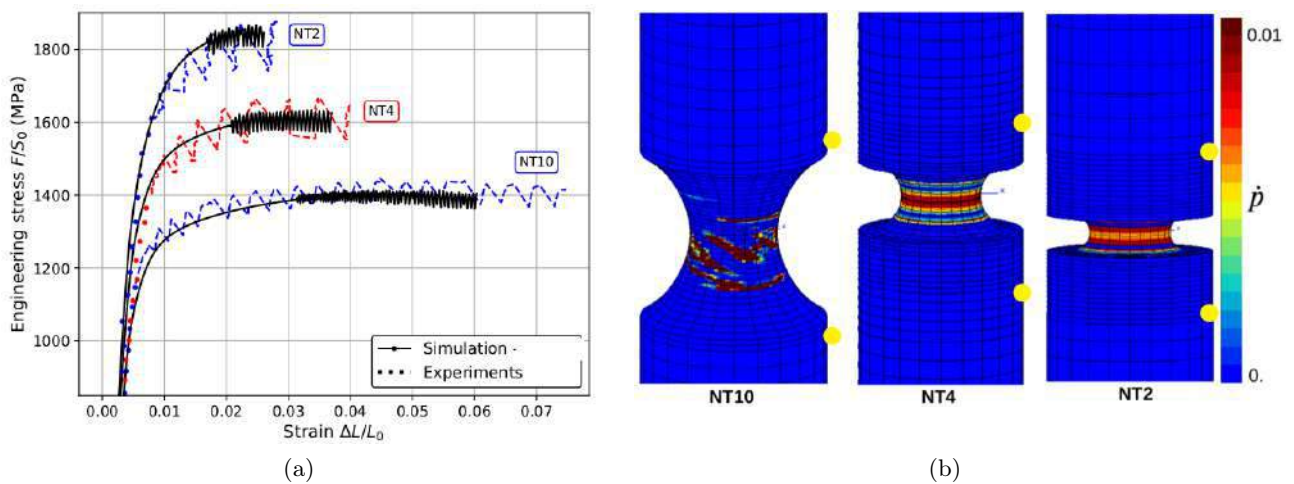 1800
1600
1400
1200
1000
Engineering stress F/S₀ (MPa)
NT2
NT4
NT10
Simulation -
Experiments
0.00 0.01 0.02 0.03 0.04 0.05 0.06 0.07
Strain ΔL/L₀
(a)
0.01
ṗ
0.
NT10 NT4 NT2
(b)